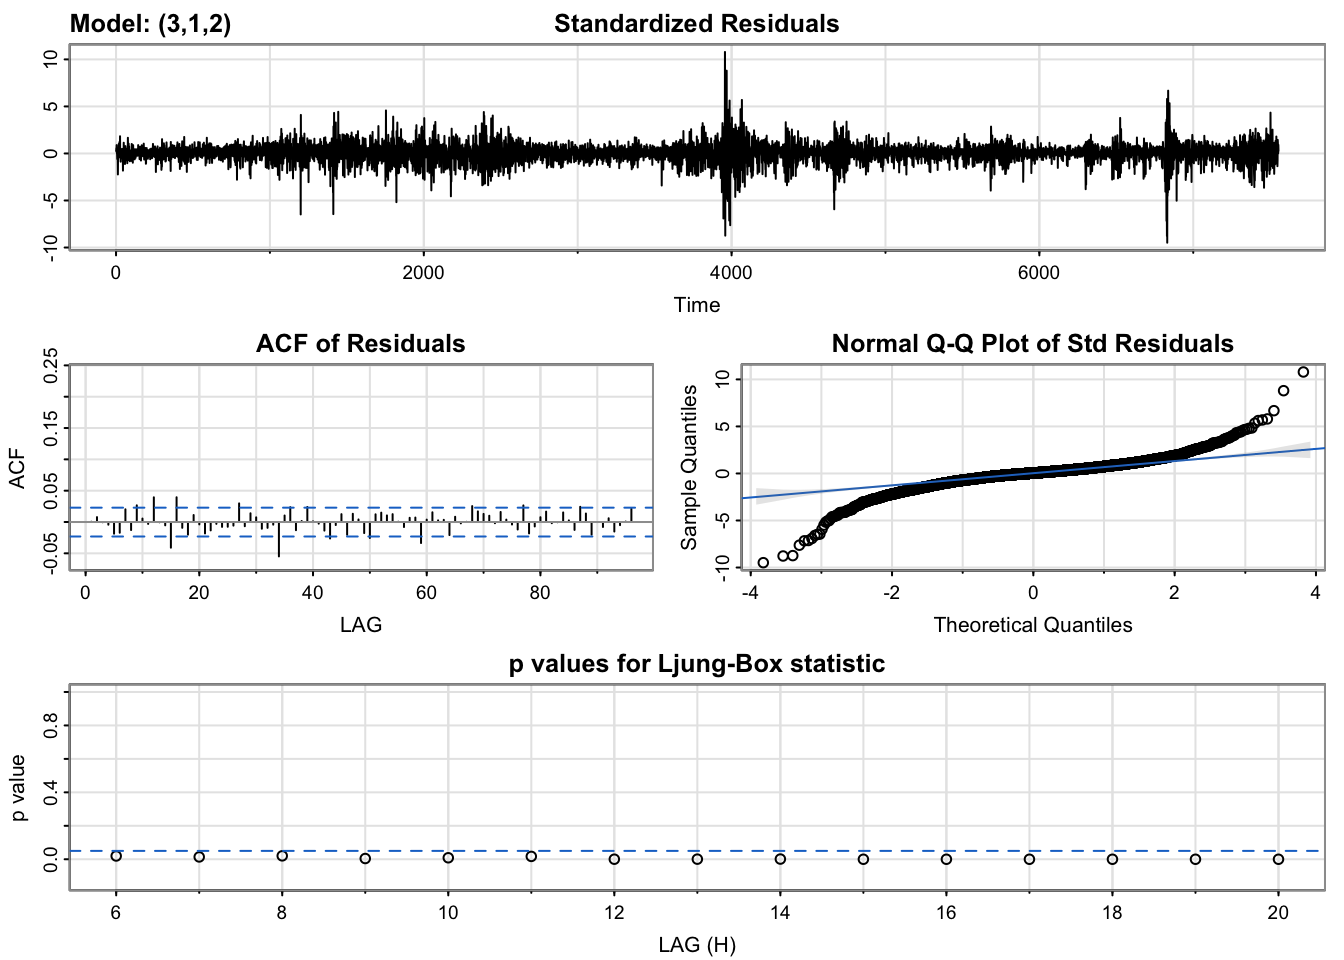 Model: (3,1,2) Standardized Residuals
10
5
0
-5
-10
0 2000 4000 6000
Time
ACF of Residuals
ACF
0.25
0.15
0.05
-0.05
0 20 40 60 80
LAG
Normal Q-Q Plot of Std Residuals
Sample Quantiles
10
5
0
-5
-10
-4 -2 0 2 4
Theoretical Quantiles
p values for Ljung-Box statistic
p value
0.8
0.4
0.0
6 8 10 12 14 16 18 20
LAG (H)